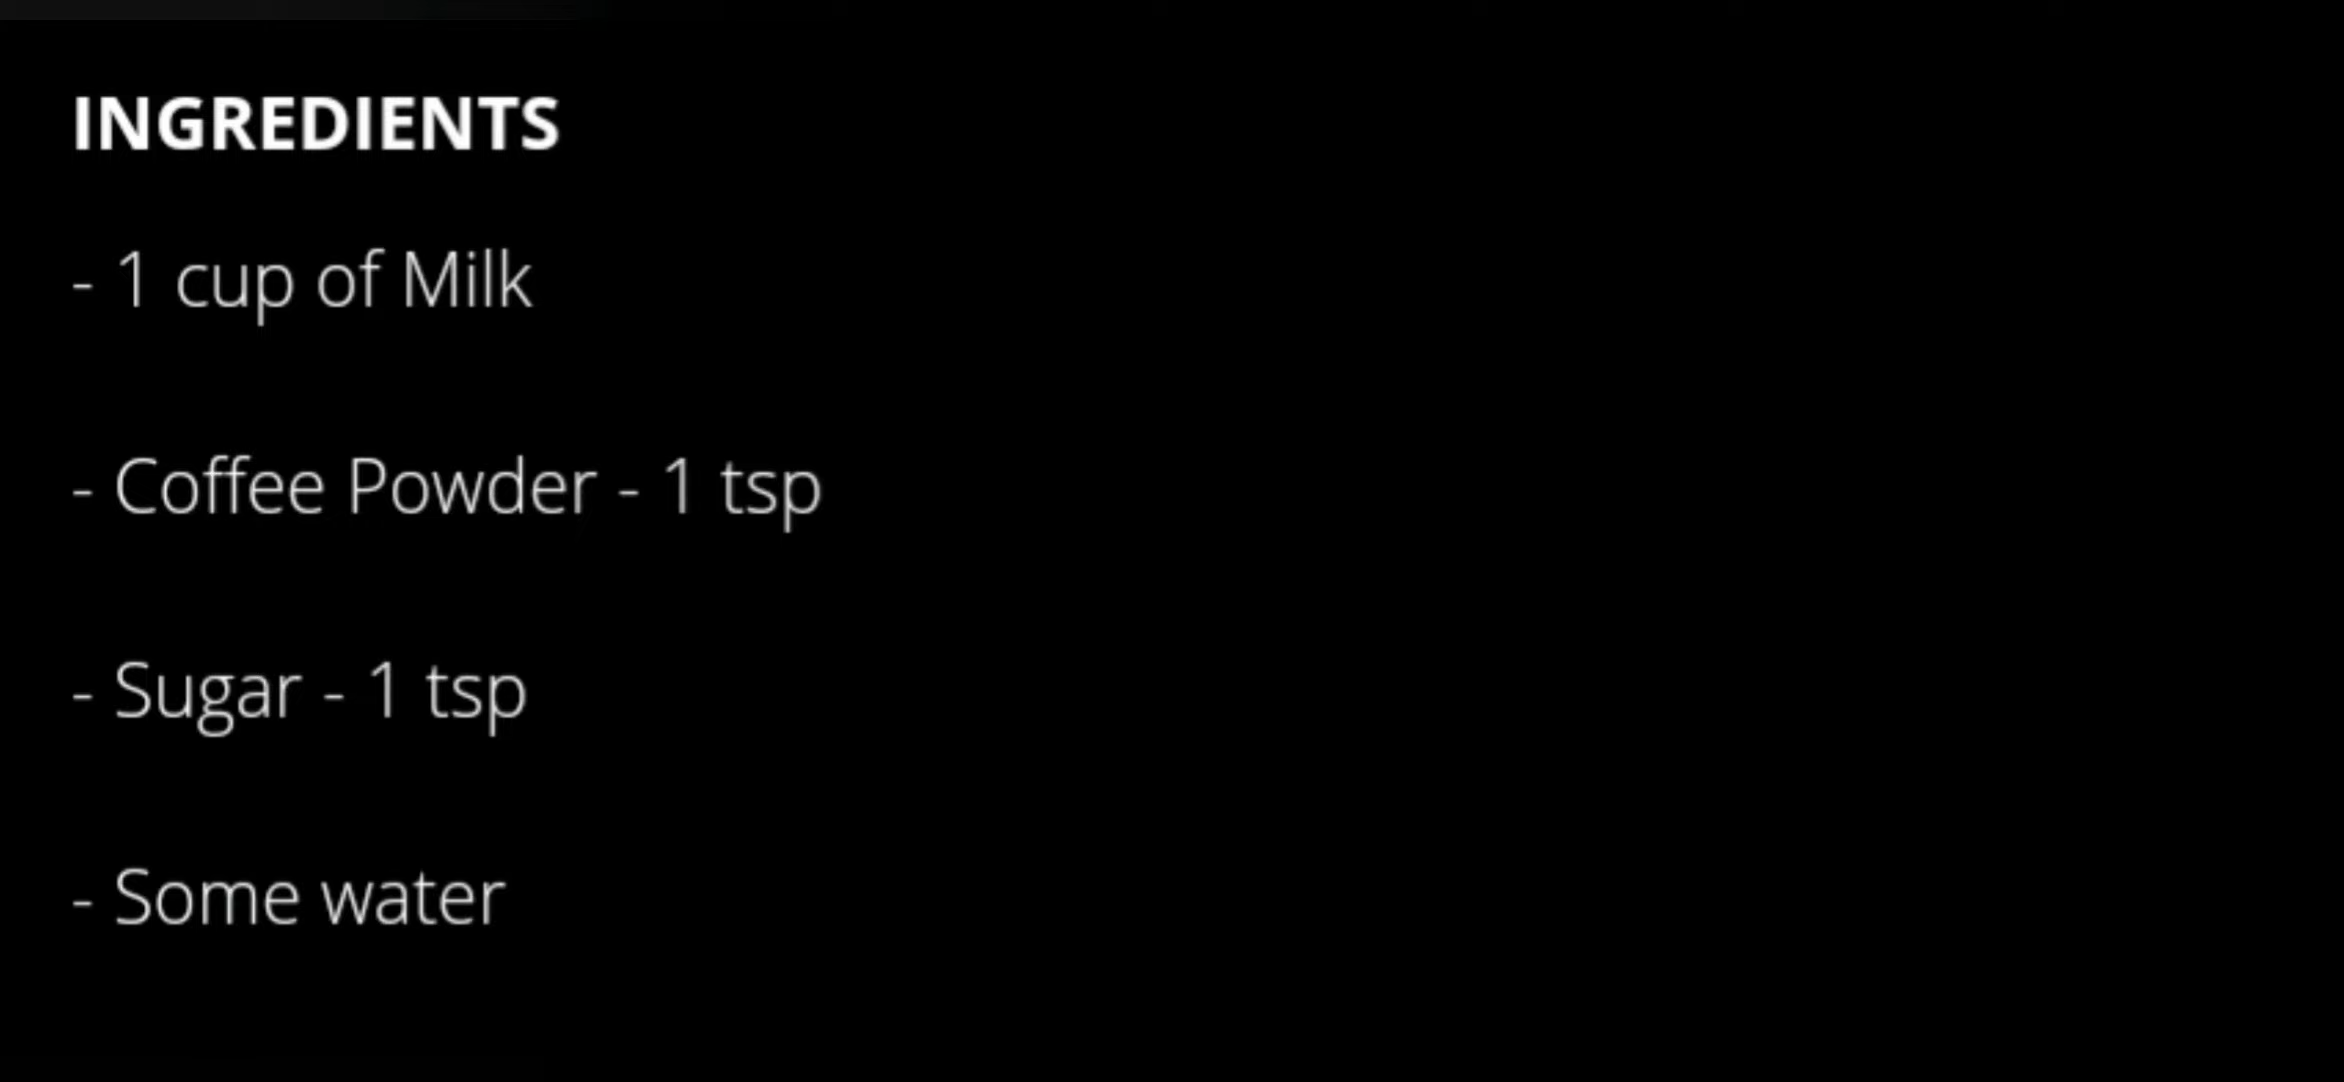 INGREDIENTS
- 1 cup of Milk
- Coffee Powder - 1 tsp
- Sugar - 1 tsp
- Some water